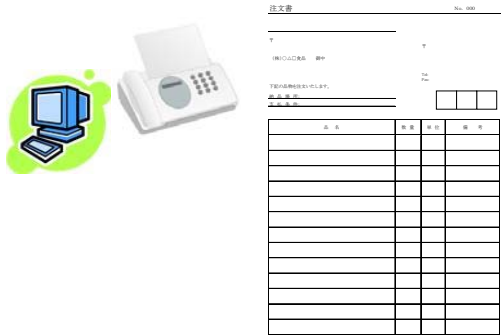 注文書
No. 000
〒
〒
(株)○△□食品 御中
Tel.
Fax.
下記の品物を注文いたします。
納 品 場 所:
支 払 条 件:
品 名 数 量 単 位 備 考